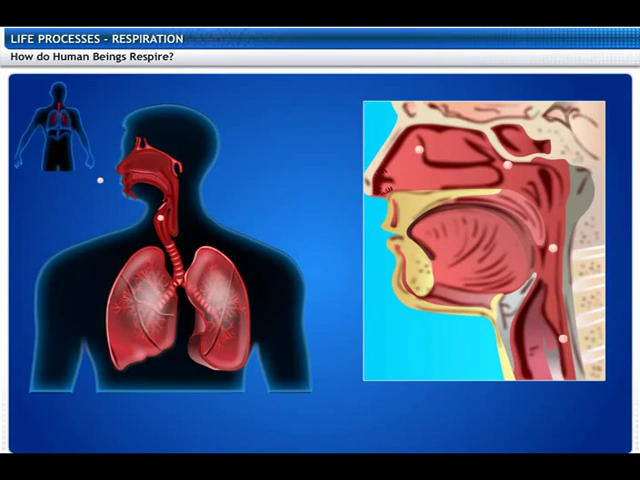 LIFE PROCESSES - RESPIRATION
How do Human Beings Respire?